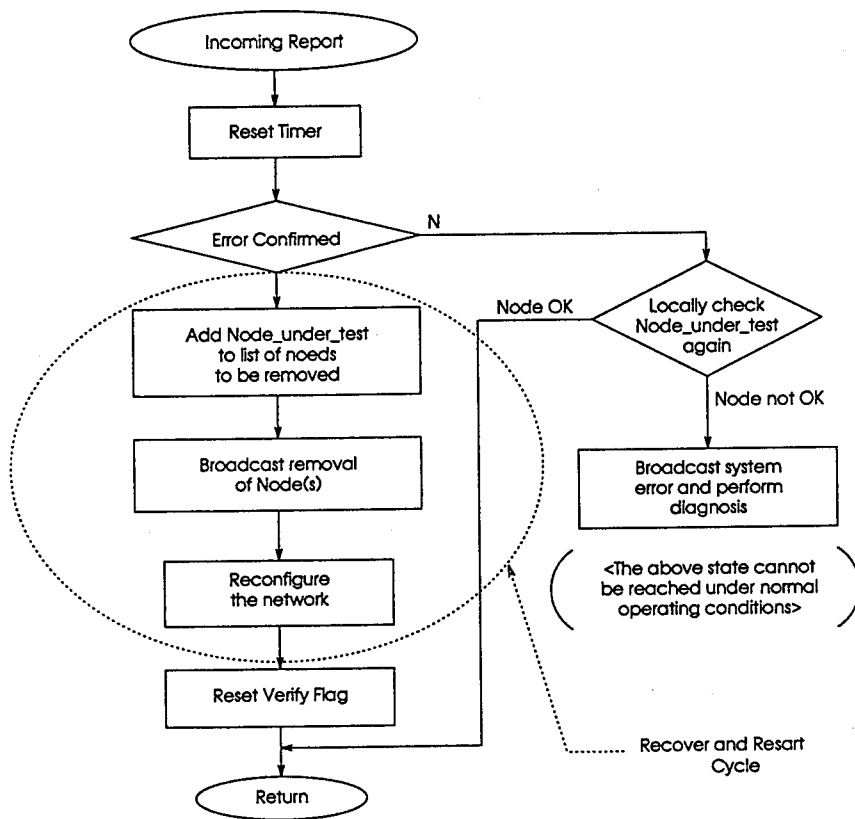 Incoming Report
Reset Timer
Error Confirmed
N
Locally check
Node_under_test
again
Node OK
Node not OK
Add Node_under_test
to list of noeds
to be removed
Broadcast removal
of Node(s)
Broadcast system
error and perform
diagnosis
Reconfigure
the network
<The above state cannot
be reached under normal
operating conditions>
Reset Verify Flag
Recover and Resart
Cycle
Return